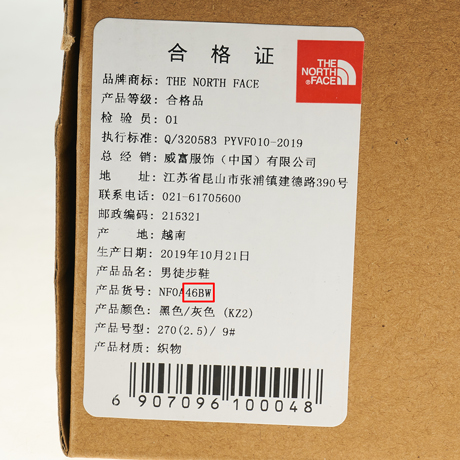 合格证
THE
NORTH
FACE
品牌商标: THE NORTH FACE
产品等级: 合格品
检 验 员: 01
执行标准: Q/320583 PYVF010-2019
总 经 销: 威富服饰（中国）有限公司
地 址: 江苏省昆山市张浦镇建德路390号
联系电话: 021-61705600
邮政编码: 215321
产 地: 越南
生产日期: 2019年10月21日
产品品名: 男徒步鞋
产品货号: NF0A46BW
产品颜色: 黑色/灰色 (KZ2)
产品号型: 270(2.5)/ 9#
产品材质: 织物
6 907096 100048